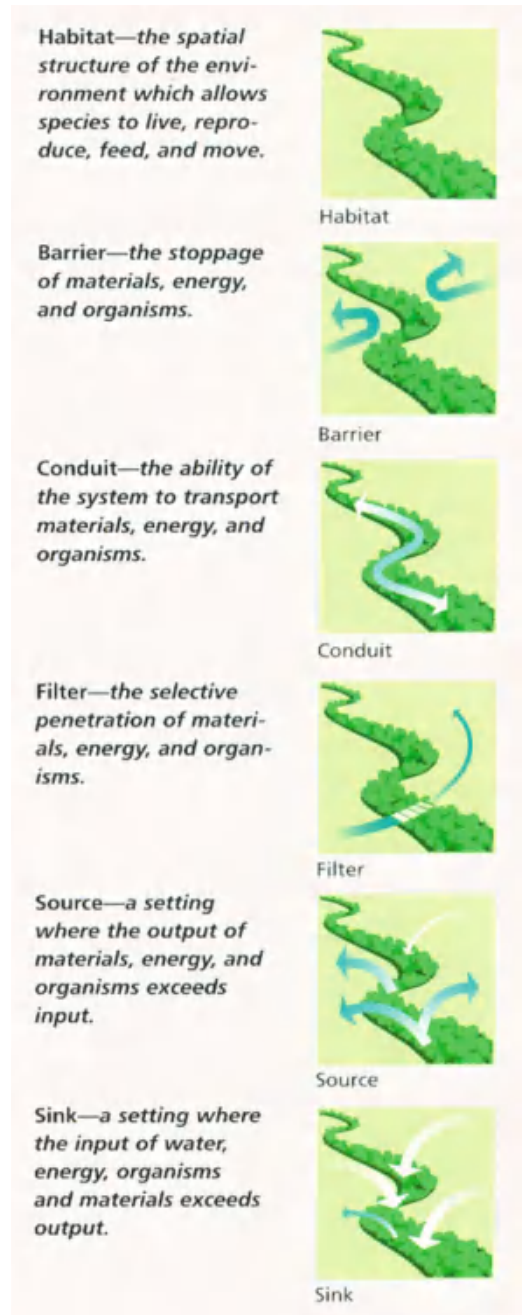 Habitat—the spatial
structure of the envi-
ronment which allows
species to live, repro-
duce, feed, and move.
Habitat
Barrier—the stoppage
of materials, energy,
and organisms.
Barrier
Conduit—the ability of
the system to transport
materials, energy, and
organisms.
Conduit
Filter—the selective
penetration of materi-
als, energy, and organ-
isms.
Filter
Source—a setting
where the output of
materials, energy, and
organisms exceeds
input.
Source
Sink—a setting where
the input of water,
energy, organisms
and materials exceeds
output.
Sink